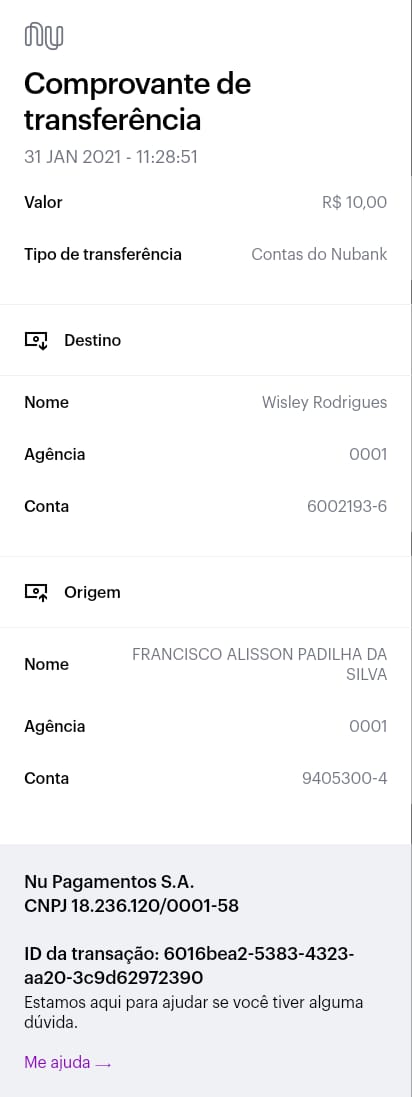 nu
Comprovante de
transferência
31 JAN 2021 - 11:28:51
Valor R$ 10,00
Tipo de transferência Contas do Nubank
Destino
Nome Wisley Rodrigues
Agência 0001
Conta 6002193-6
Origem
Nome FRANCISCO ALISSON PADILHA DA
SILVA
Agência 0001
Conta 9405300-4
Nu Pagamentos S.A.
CNPJ 18.236.120/0001-58
ID da transação: 6016bea2-5383-4323-
aa20-3c9d62972390
Estamos aqui para ajudar se você tiver alguma
dúvida.
Me ajuda →